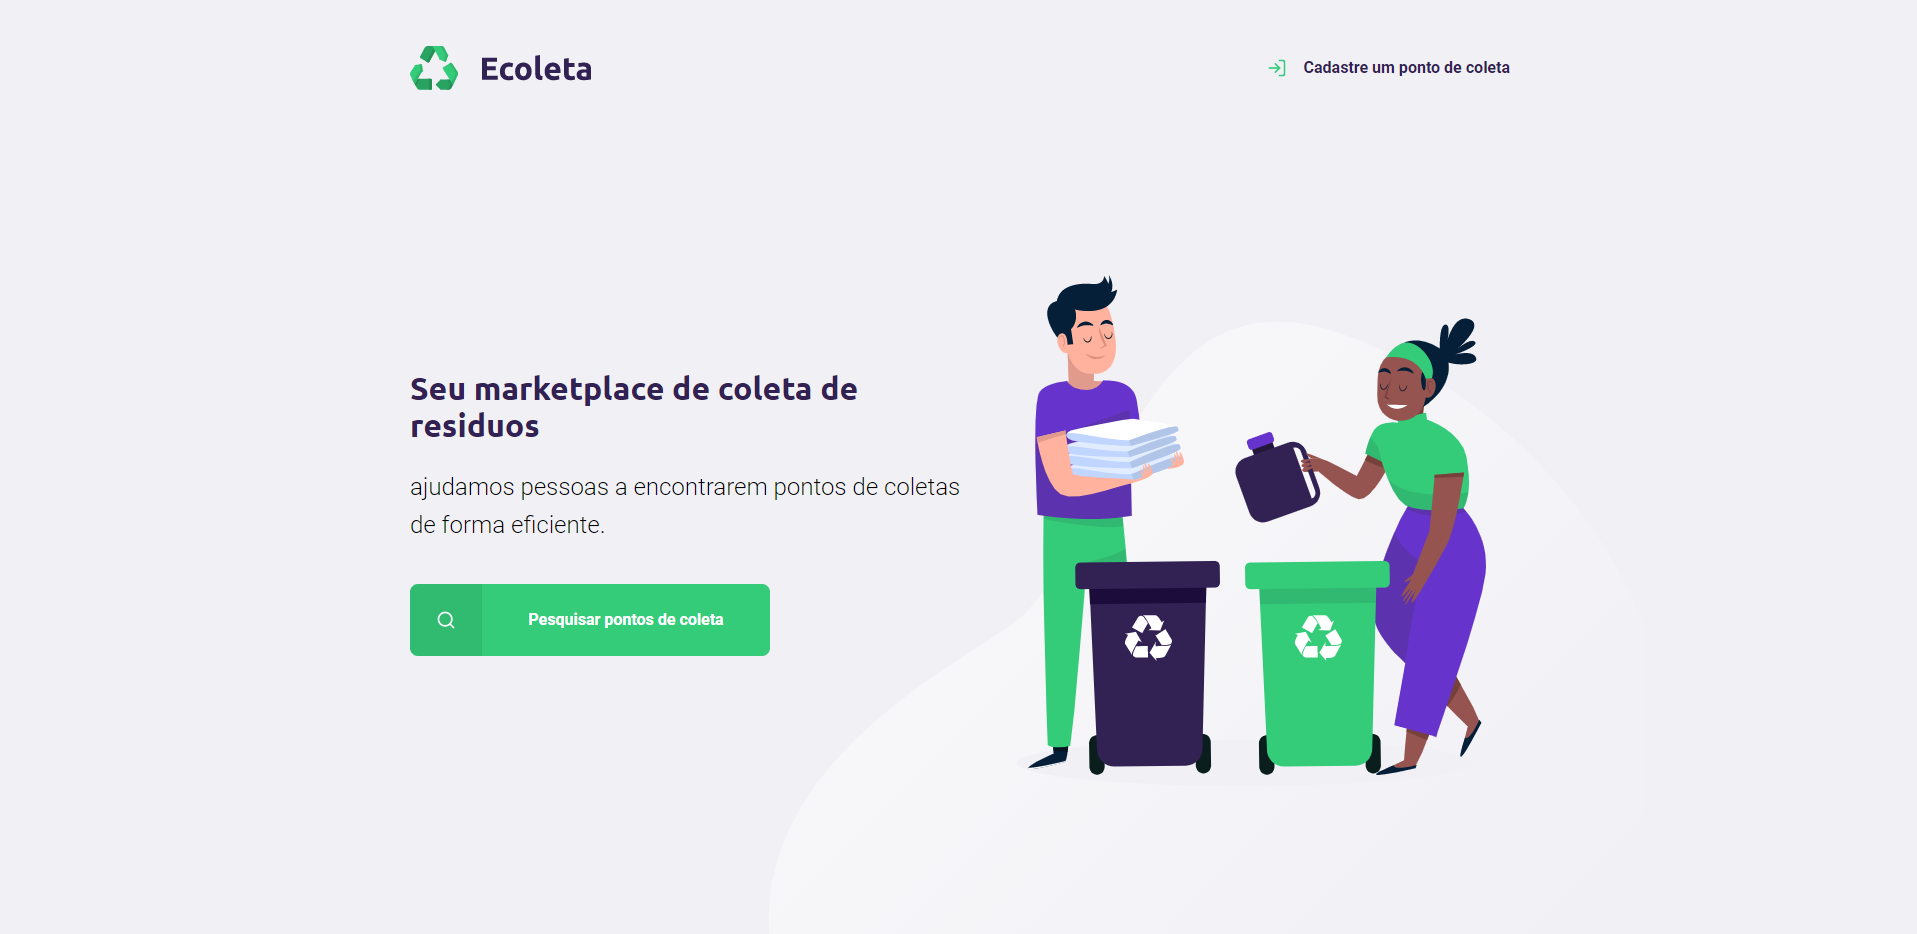 Ecoleta
Cadastre um ponto de coleta
Seu marketplace de coleta de
residuos
ajudamos pessoas a encontrarem pontos de coletas
de forma eficiente.
Pesquisar pontos de coleta